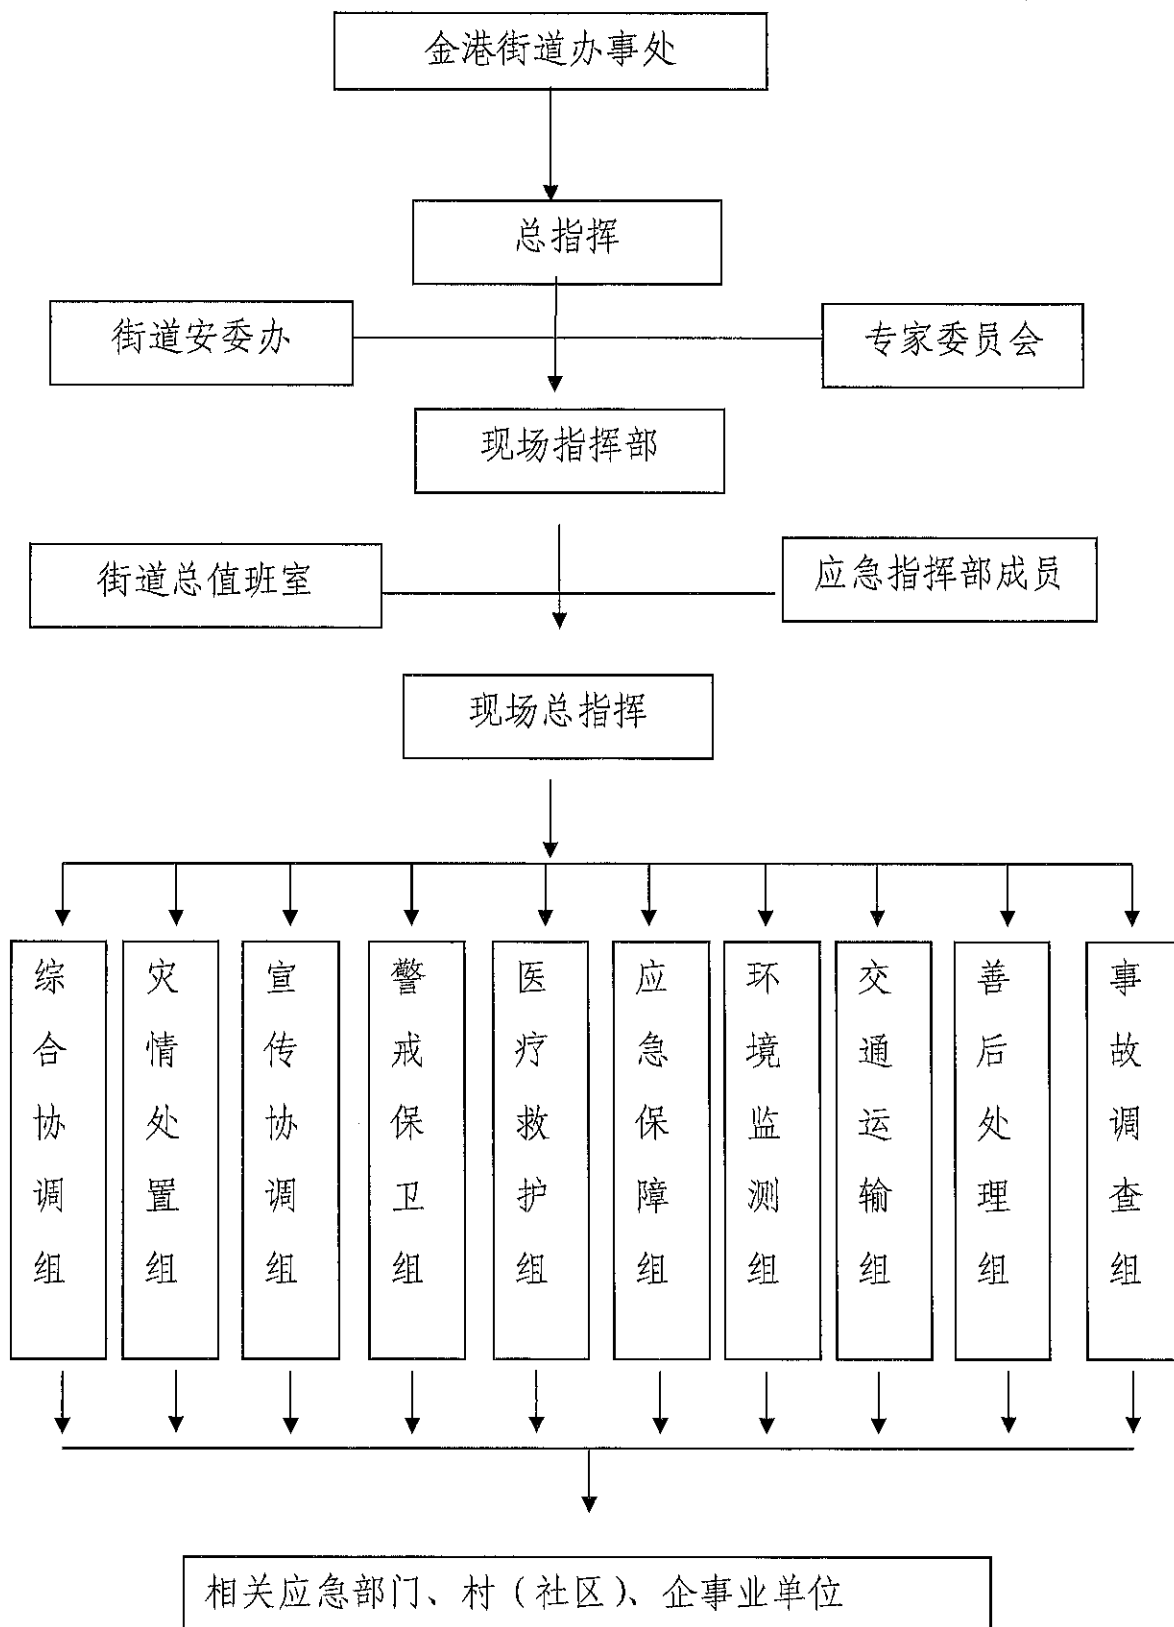 金港街道办事处
总指挥
街道安委办
专家委员会
现场指挥部
街道总值班室
应急指挥部成员
现场总指挥
综合协调组
灾情处置组
宣传协调组
警戒保卫组
医疗救护组
应急保障组
环境监测组
交通运输组
善后处理组
事故调查组
相关应急部门、村（社区）、企事业单位